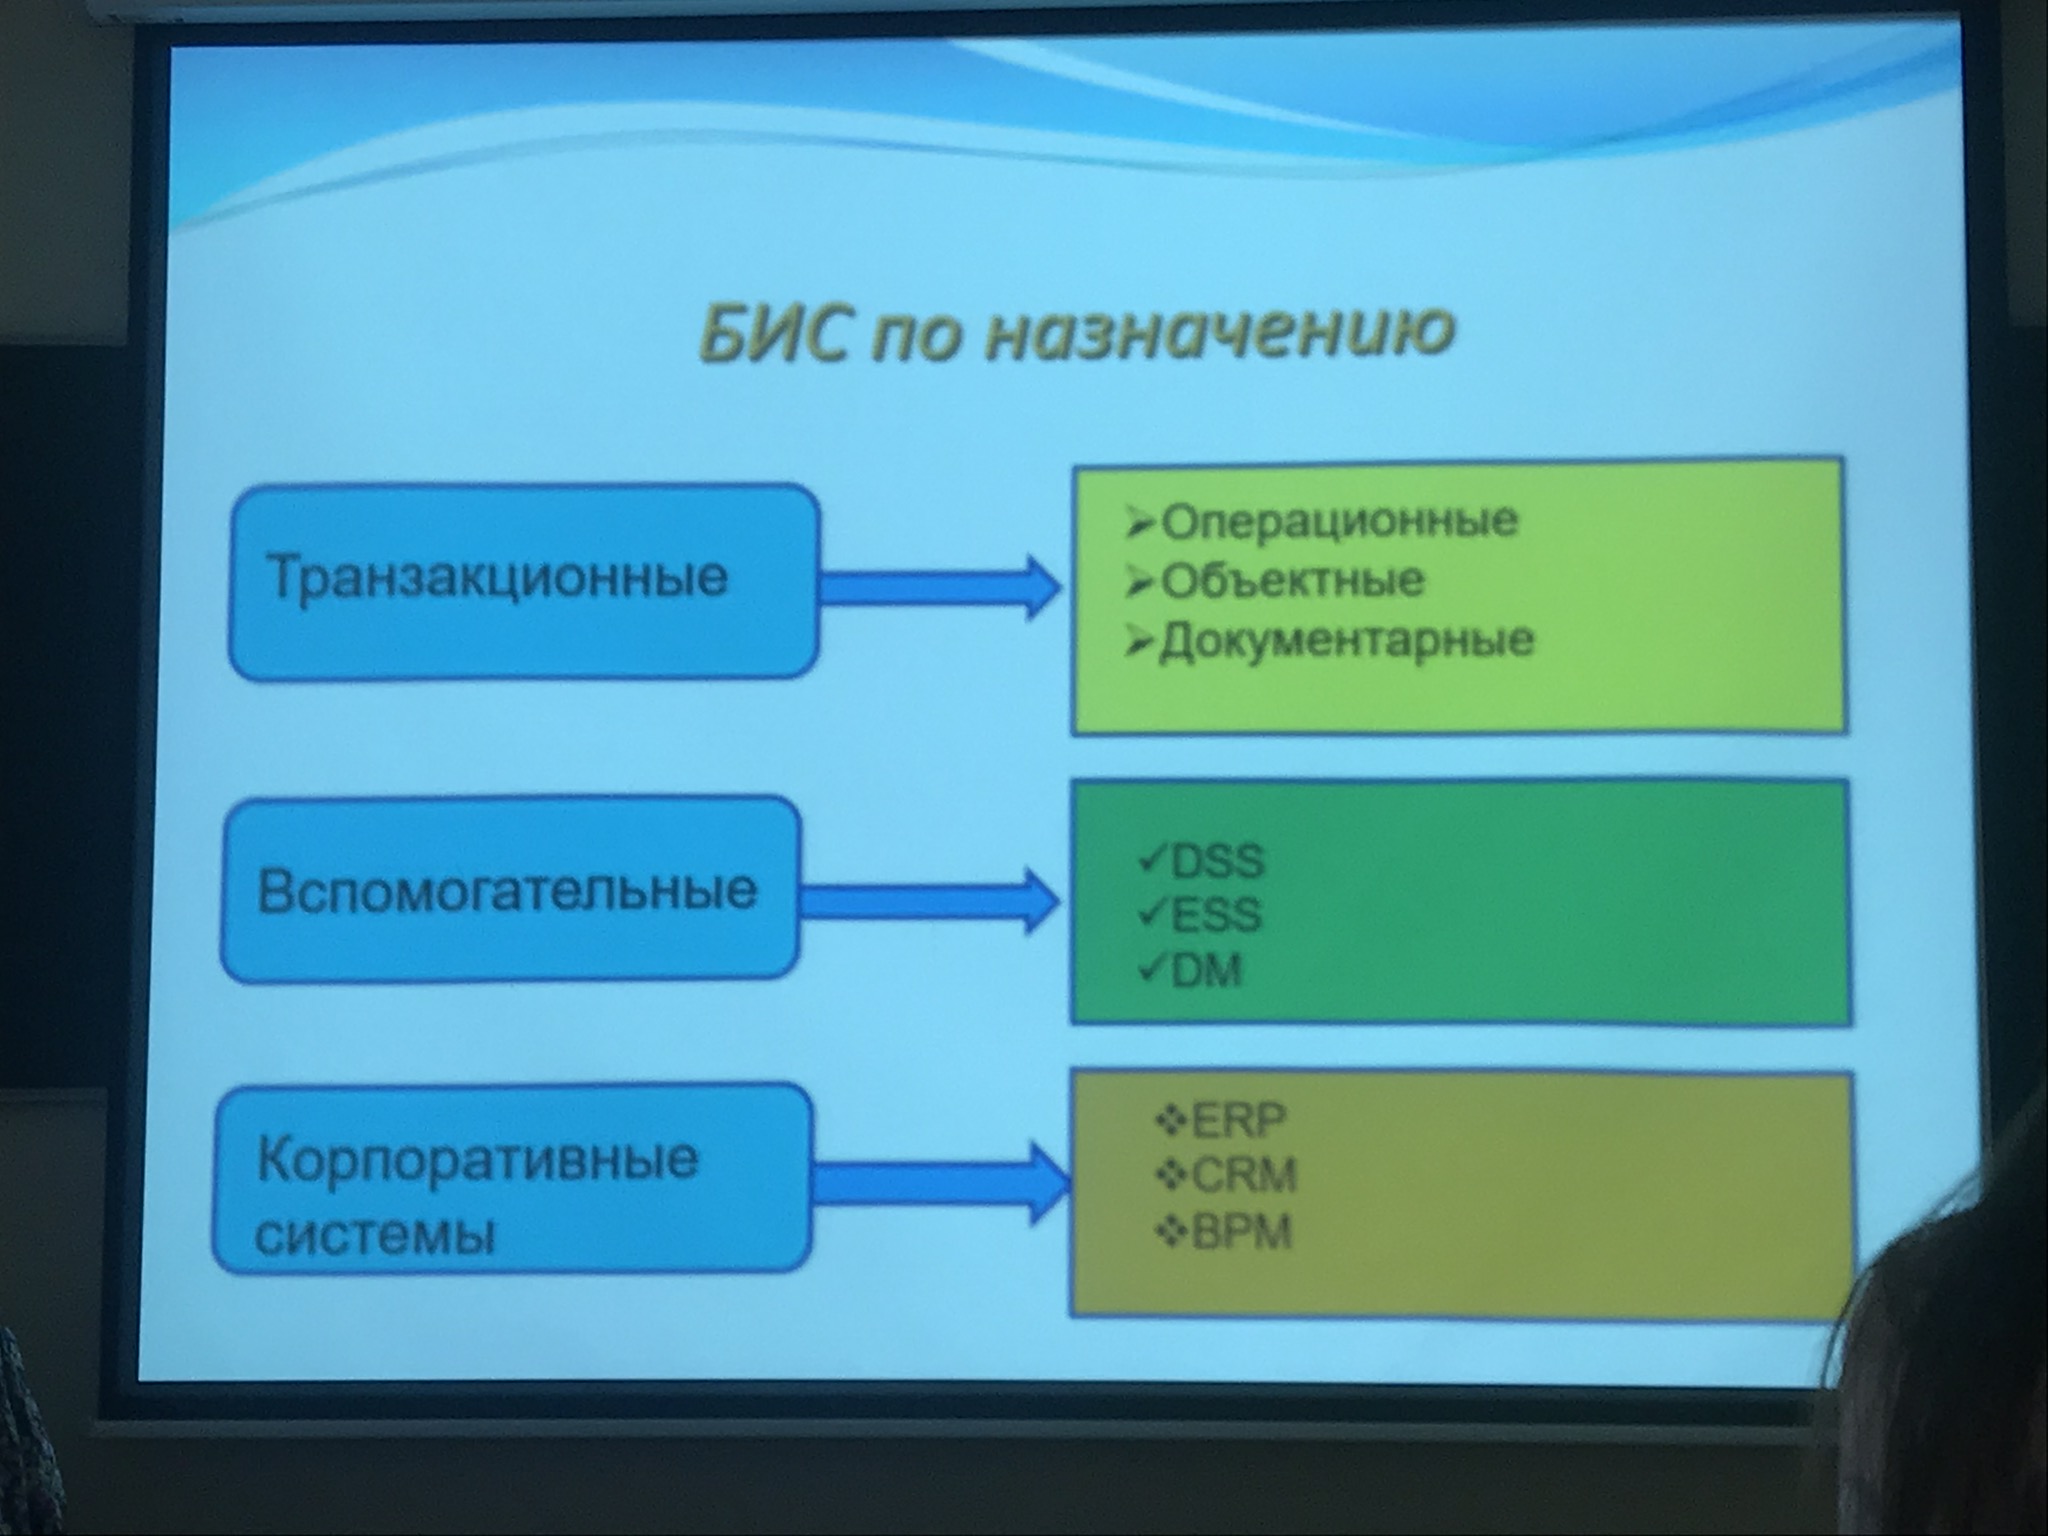 БИС по назначению
Транзакционные
Операционные
Объектные
Документарные
Вспомогательные
DSS
ESS
DM
Корпоративные
системы
ERP
CRM
BPM